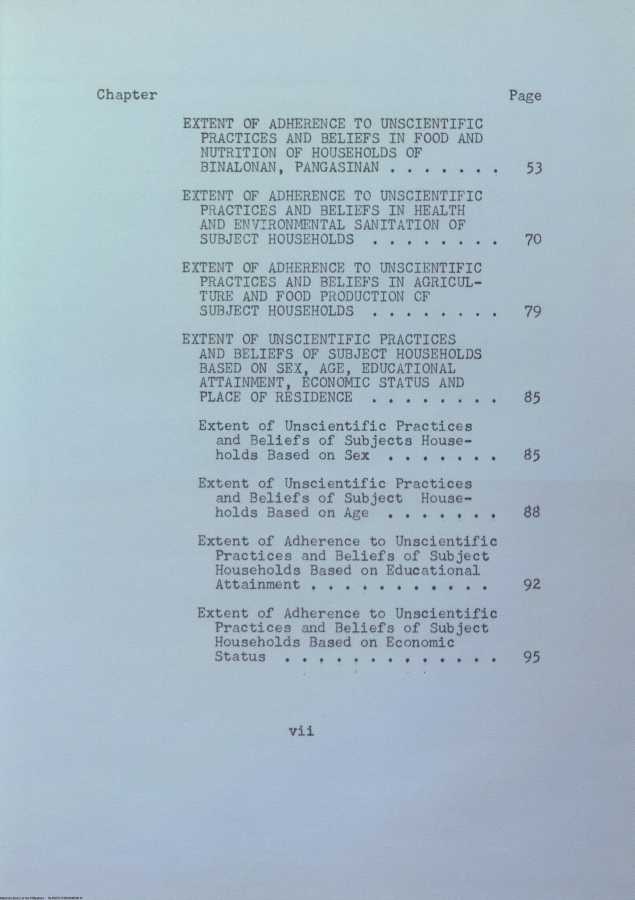 Chapter Page
EXTENT OF ADHERENCE TO UNSCIENTIFIC
PRACTICES AND BELIEFS IN FOOD AND
NUTRITION OF HOUSEHOLDS OF
BINALONAN, PANGASINAN . . . . . . . 53
EXTENT OF ADHERENCE TO UNSCIENTIFIC
PRACTICES AND BELIEFS IN HEALTH
AND ENVIRONMENTAL SANITATION OF
SUBJECT HOUSEHOLDS . . . . . . . . 70
EXTENT OF ADHERENCE TO UNSCIENTIFIC
PRACTICES AND BELIEFS IN AGRICUL-
TURE AND FOOD PRODUCTION OF
SUBJECT HOUSEHOLDS . . . . . . . . 79
EXTENT OF UNSCIENTIFIC PRACTICES
AND BELIEFS OF SUBJECT HOUSEHOLDS
BASED ON SEX, AGE, EDUCATIONAL
ATTAINMENT, ECONOMIC STATUS AND
PLACE OF RESIDENCE . . . . . . . . 85
Extent of Unscientific Practices
and Beliefs of Subjects House-
holds Based on Sex . . . . . . . 85
Extent of Unscientific Practices
and Beliefs of Subject House-
holds Based on Age . . . . . . . 88
Extent of Adherence to Unscientific
Practices and Beliefs of Subject
Households Based on Educational
Attainment . . . . . . . . . . . 92
Extent of Adherence to Unscientific
Practices and Beliefs of Subject
Households Based on Economic
Status . . . . . . . . . . . . . 95
vii